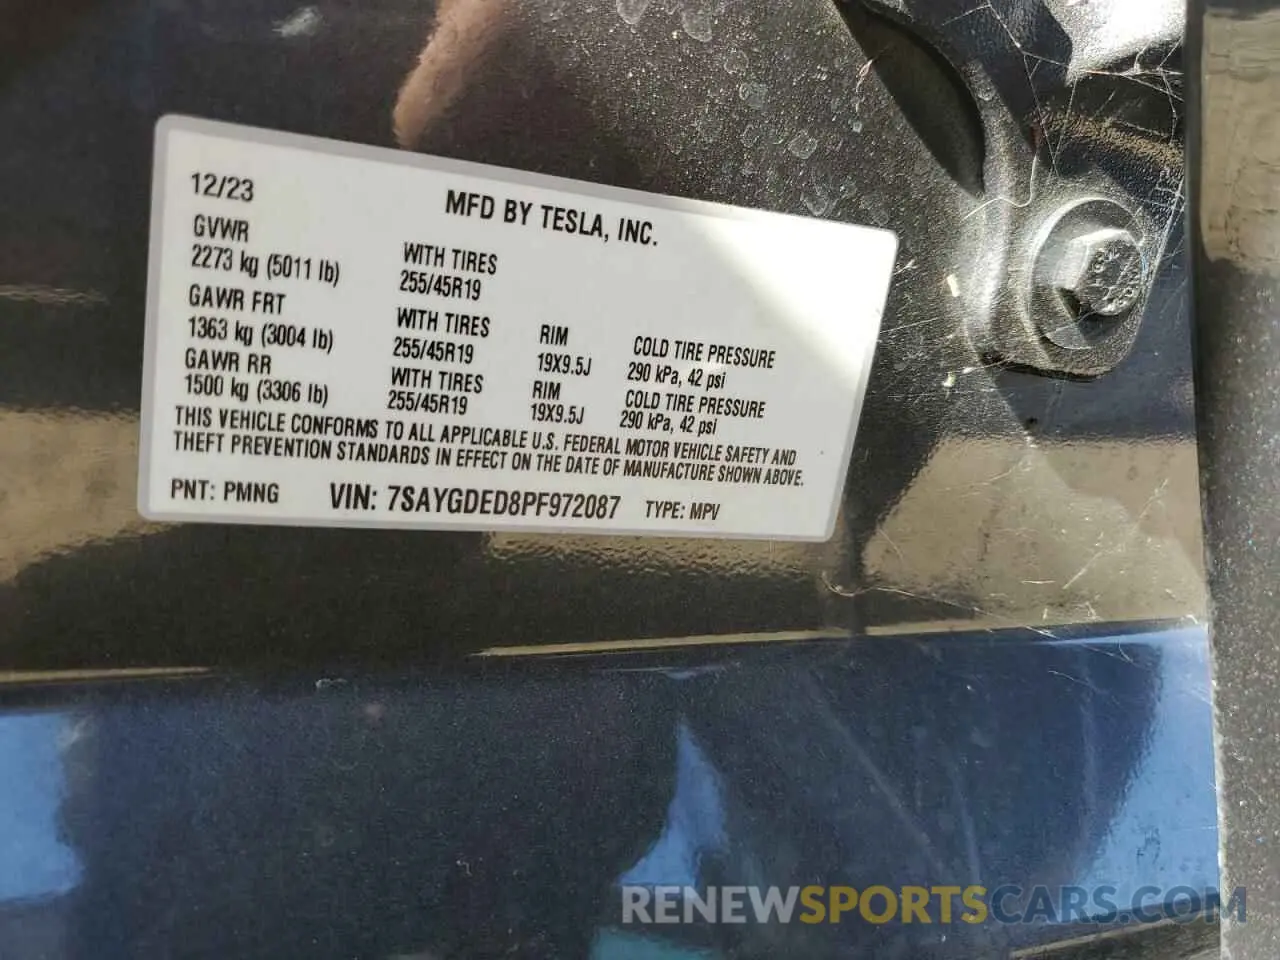 12/23
MFD BY TESLA, INC.
GVWR
2273 kg (5011 lb)
WITH TIRES
255/45R19
GAWR FRT
1363 kg (3004 lb)
WITH TIRES
255/45R19
RIM
19X9.5J
COLD TIRE PRESSURE
290 kPa, 42 psi
GAWR RR
1500 kg (3306 lb)
WITH TIRES
255/45R19
RIM
19X9.5J
COLD TIRE PRESSURE
290 kPa, 42 psi
THIS VEHICLE CONFORMS TO ALL APPLICABLE U.S. FEDERAL MOTOR VEHICLE SAFETY AND
THEFT PREVENTION STANDARDS IN EFFECT ON THE DATE OF MANUFACTURE SHOWN ABOVE.
PNT: PMNG VIN: 7SAYGDED8PF972087 TYPE: MPV
RENEWSPORTSCARS.COM